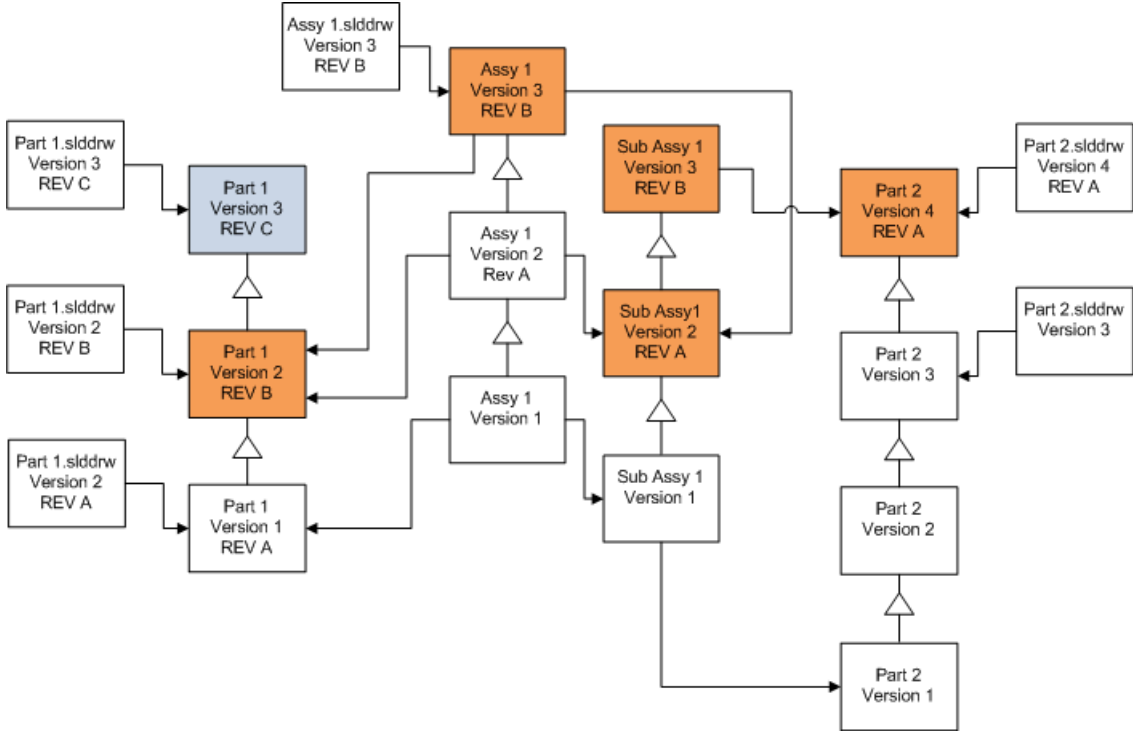 Assy 1.slddrw
Version 3
REV B
Assy 1
Version 3
REV B
Part 1.slddrw
Version 3
REV C
Part 1
Version 3
REV C
Sub Assy 1
Version 3
REV B
Part 2
Version 4
REV A
Part 2.slddrw
Version 4
REV A
Assy 1
Version 2
Rev A
Part 1.slddrw
Version 2
REV B
Part 1
Version 2
REV B
Sub Assy1
Version 2
REV A
Part 2
Version 3
Part 2.slddrw
Version 3
Assy 1
Version 1
Part 1.slddrw
Version 2
REV A
Part 1
Version 1
REV A
Sub Assy 1
Version 1
Part 2
Version 2
Part 2
Version 1